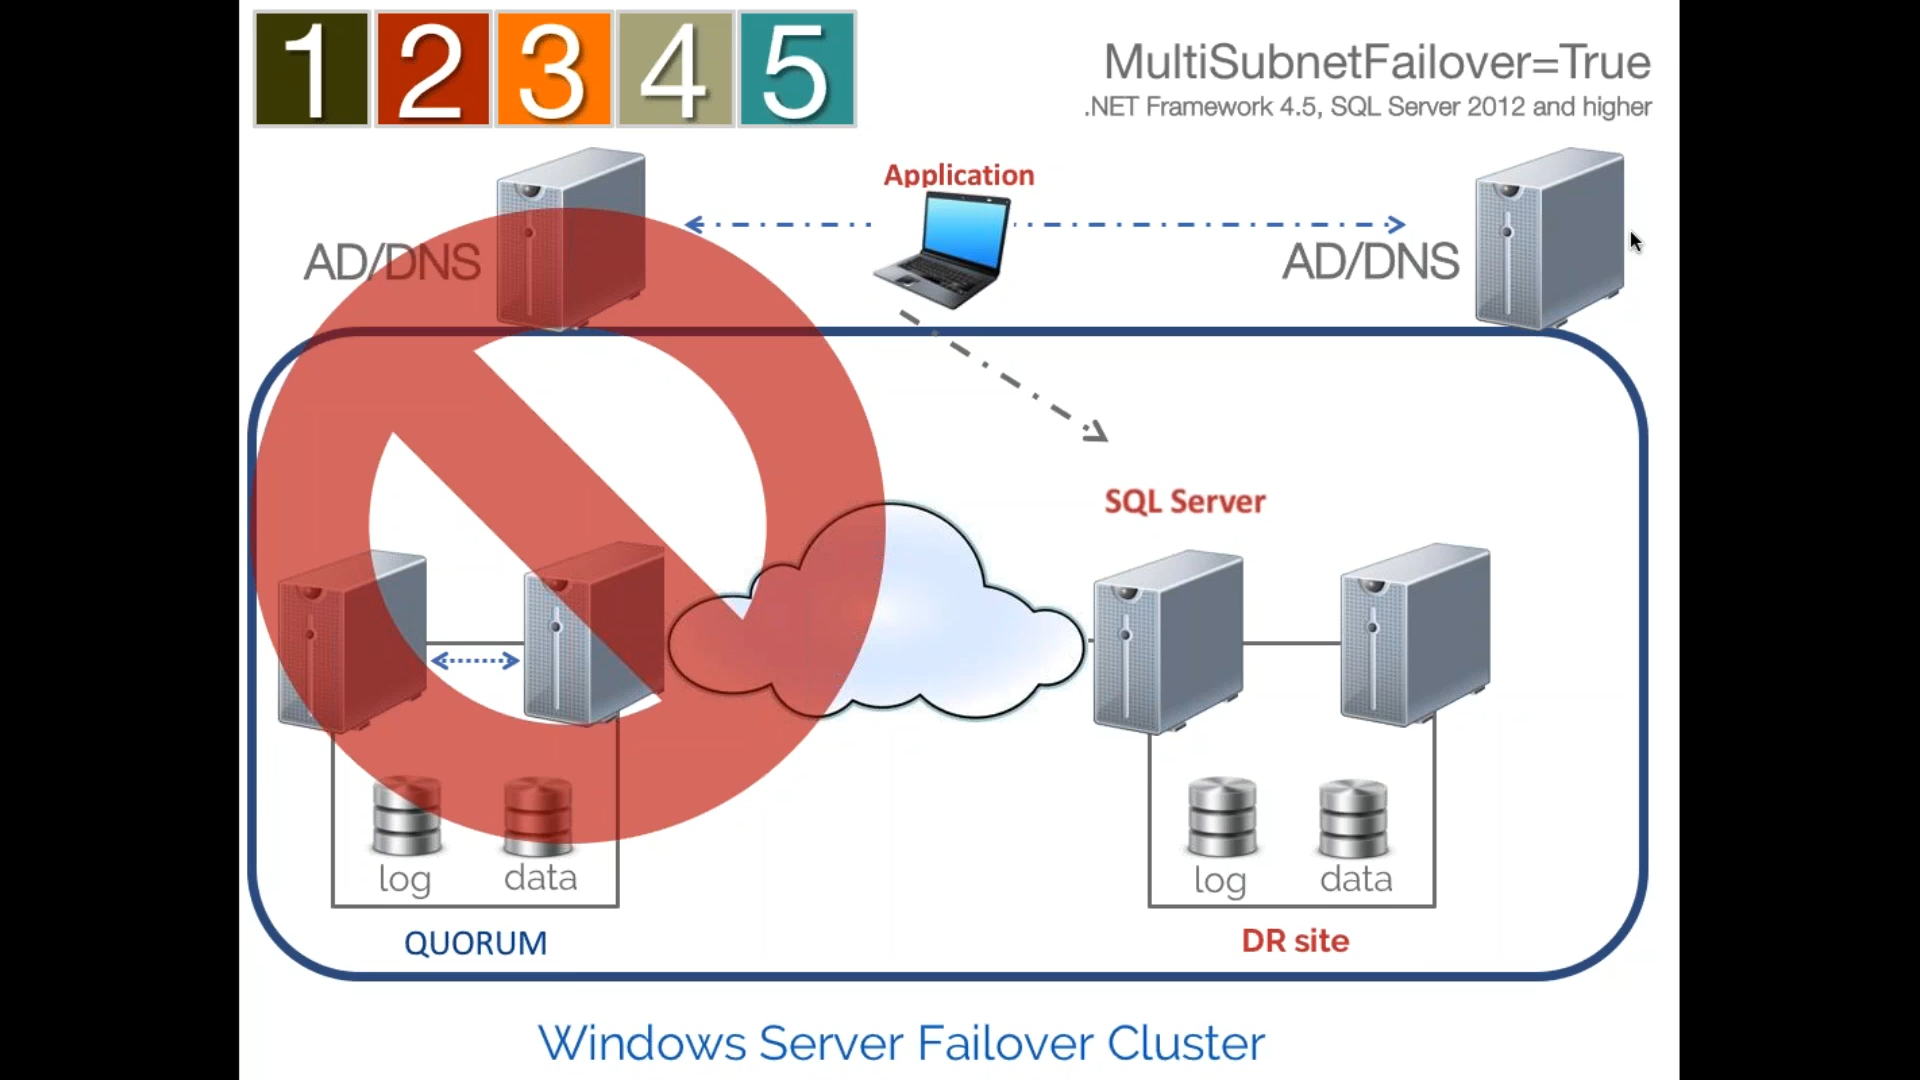 1 2 3 4 5
MultiSubnetFailover=True
.NET Framework 4.5, SQL Server 2012 and higher
Application
AD/DNS
AD/DNS
SQL Server
log
data
log
data
QUORUM
DR site
Windows Server Failover Cluster